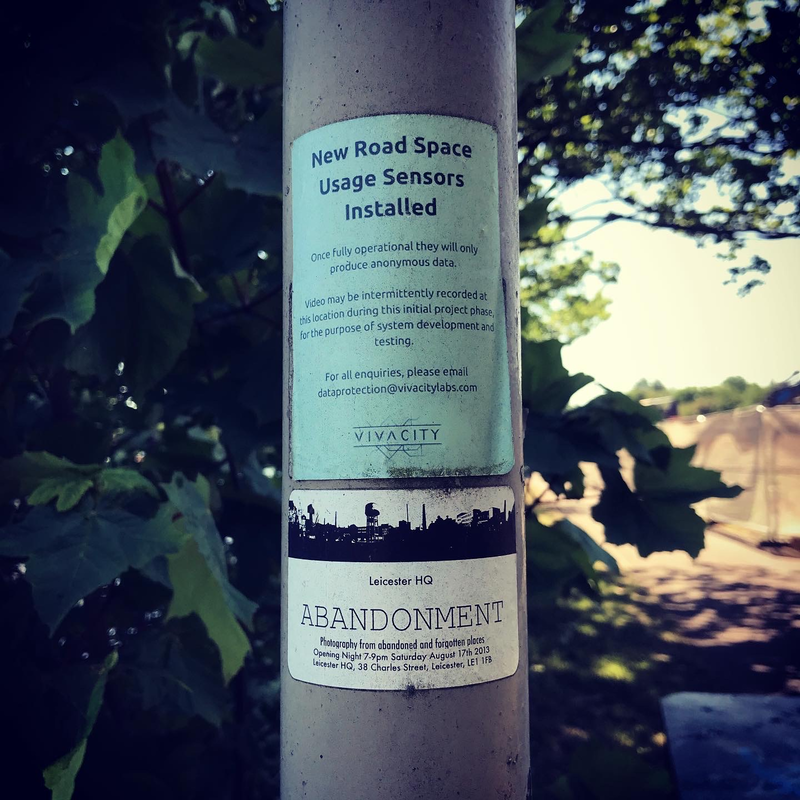 New Road Space
Usage Sensors
Installed
Once fully operational they will only
produce anonymous data.
Video may be intermittently recorded at
this location during this initial project phase,
for the purpose of system development and
testing.
For all enquiries, please email
dataprotection@vivacitylabs.com
VIVACITY
Leicester HQ
ABANDONMENT
Photography from abandoned and forgotten places
Opening Night 7-9pm Saturday August 17th 2013
Leicester HQ, 38 Charles Street, Leicester, LE1 1FB